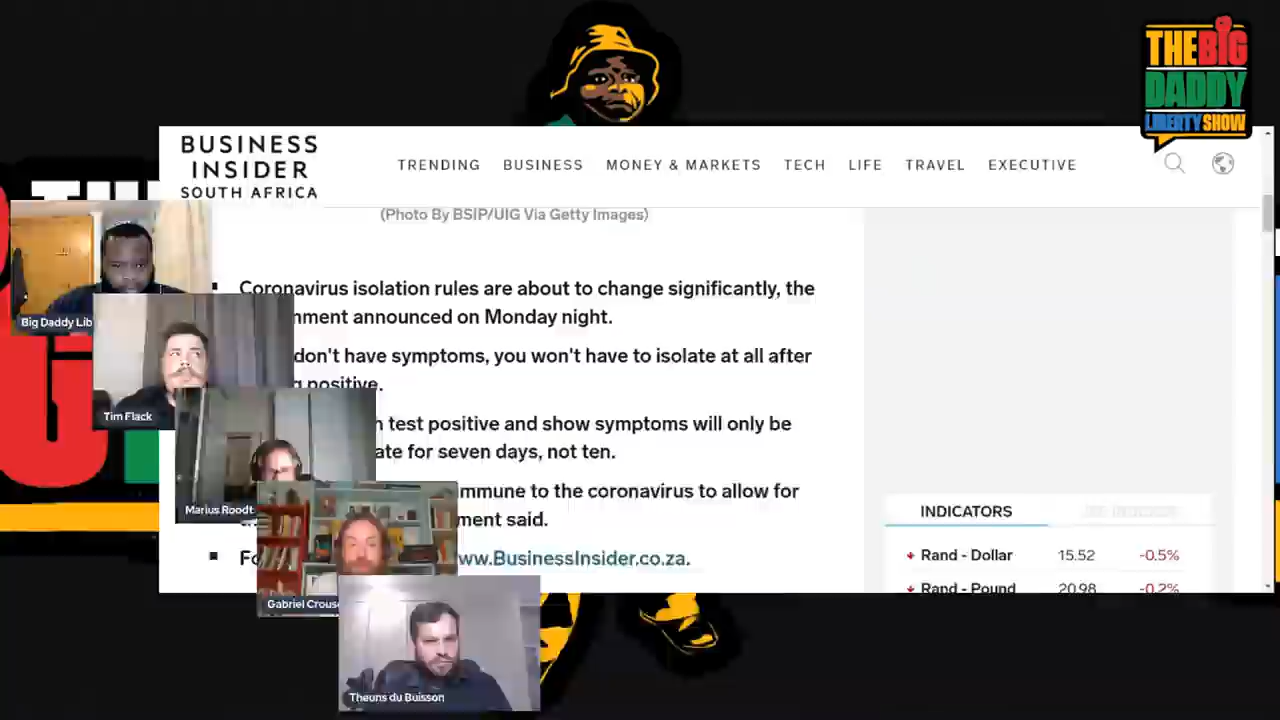 THE BIG
DADDY
LIBERTY SHOW
BUSINESS
INSIDER
SOUTH AFRICA
TRENDING BUSINESS MONEY & MARKETS TECH LIFE TRAVEL EXECUTIVE
(Photo By BSIP/UIG Via Getty Images)
Coronavirus isolation rules are about to change significantly, the
nment announced on Monday night.
don't have symptoms, you won't have to isolate at all after
positive.
test positive and show symptoms will only be
ate for seven days, not ten.
mmune to the coronavirus to allow for
ment said.
Fo
ww.BusinessInsider.co.za.
INDICATORS
Rand - Dollar 15.52 -0.5%
Rand - Pound 20.98 -0.2%
Big Daddy Lib
Tim Flack
Marius Roodt
Gabriel Crouse
Theuns du Buisson